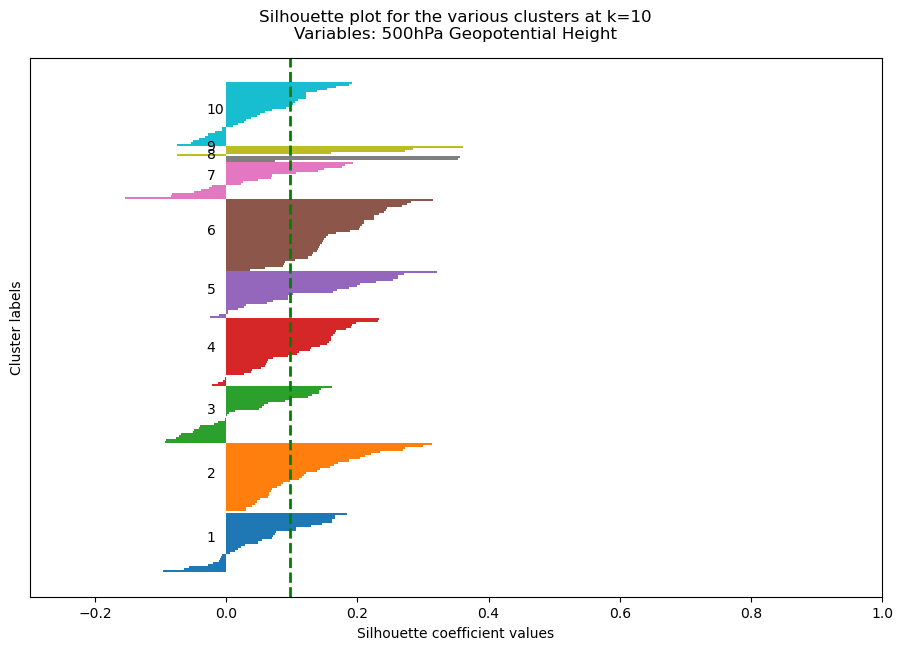 Silhouette plot for the various clusters at k=10
Variables: 500hPa Geopotential Height
Cluster labels
10
9
8
7
6
5
4
3
2
1
−0.2 0.0 0.2 0.4 0.6 0.8 1.0
Silhouette coefficient values